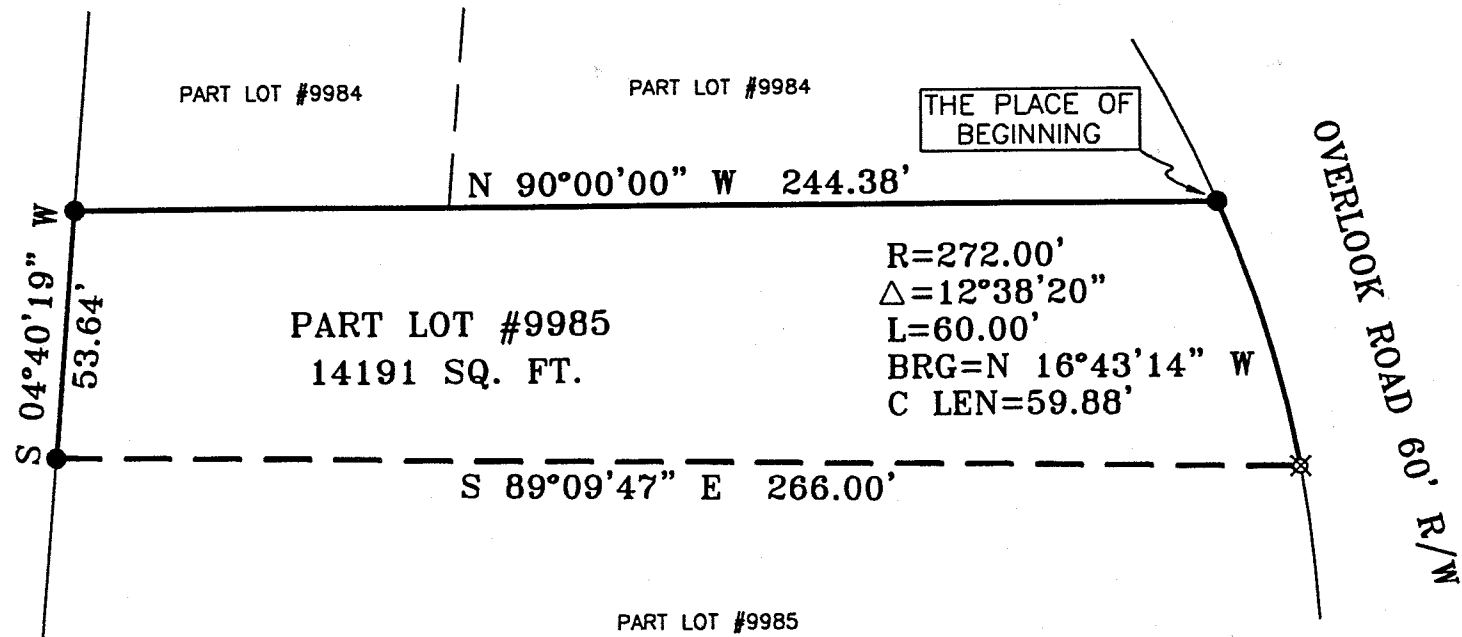 PART LOT #9984
PART LOT #9984
THE PLACE OF
BEGINNING
N 90°00'00" W 244.38'
OVERLOOK ROAD 60' R/W
S 04°40'19" W
53.64'
R=272.00'
△=12°38'20"
L=60.00'
BRG=N 16°43'14" W
C LEN=59.88'
PART LOT #9985
14191 SQ. FT.
S 89°09'47" E 266.00'
PART LOT #9985